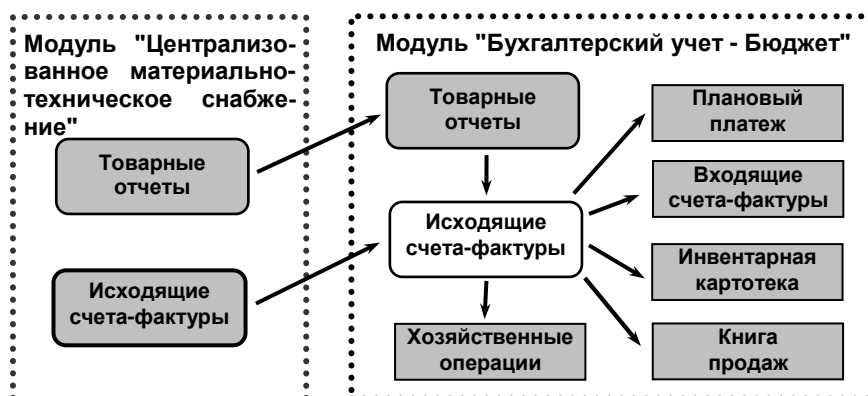 Модуль "Централизо-
ванное материально-
техническое снабже-
ние"
Товарные
отчеты
Исходящие
счета-фактуры
Модуль "Бухгалтерский учет - Бюджет"
Товарные
отчеты
Исходящие
счета-фактуры
Хозяйственные
операции
Плановый
платеж
Входящие
счета-фактуры
Инвентарная
картотека
Книга
продаж